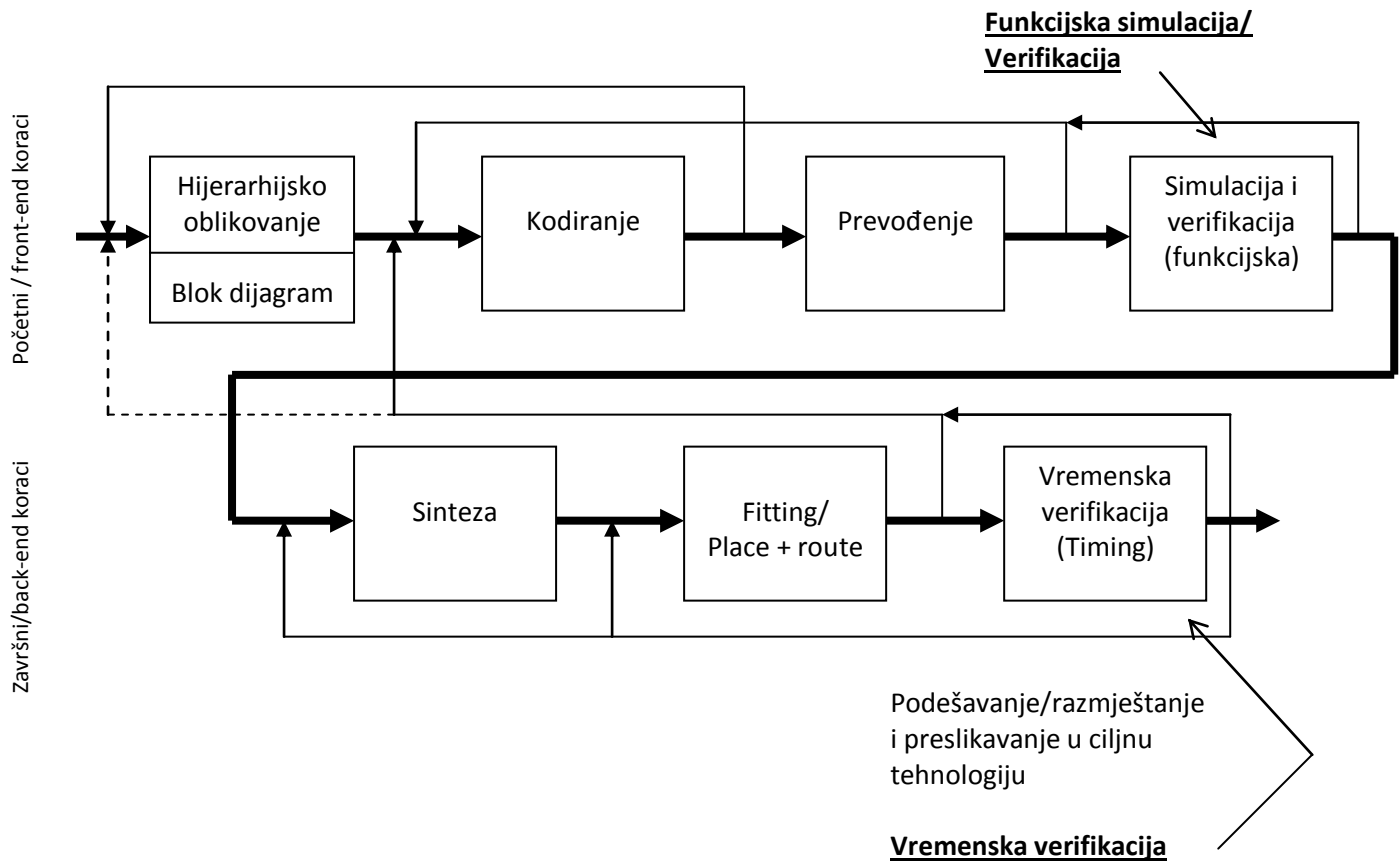 Funkcijska simulacija/
Verifikacija
Početni / front-end koraci
Hijerarhijsko
oblikovanje
Blok dijagram
Kodiranje
Prevođenje
Simulacija i
verifikacija
(funkcijska)
Završni/back-end koraci
Sinteza
Fitting/
Place + route
Vremenska
verifikacija
(Timing)
Podešavanje/razmještanje
i preslikavanje u ciljnu
tehnologiju
Vremenska verifikacija